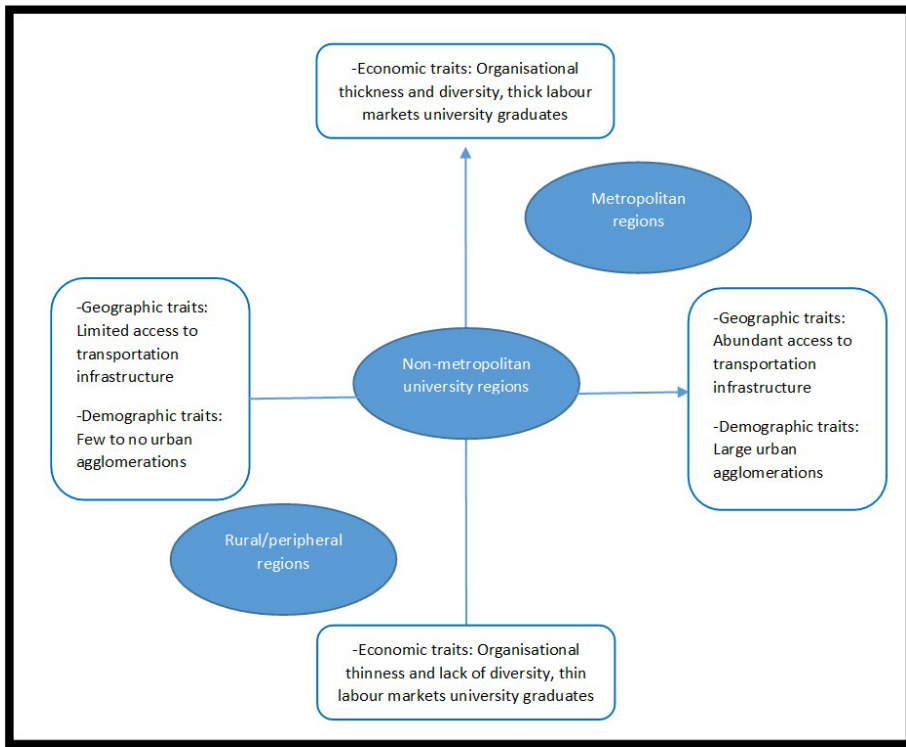 -Economic traits: Organisational
thickness and diversity, thick labour
markets university graduates
Metropolitan
regions
-Geographic traits:
Limited access to
transportation
infrastructure
-Demographic traits:
Few to no urban
agglomerations
Non-metropolitan
university regions
-Geographic traits:
Abundant access to
transportation
infrastructure
-Demographic traits:
Large urban
agglomerations
Rural/peripheral
regions
-Economic traits: Organisational
thinness and lack of diversity, thin
labour markets university graduates